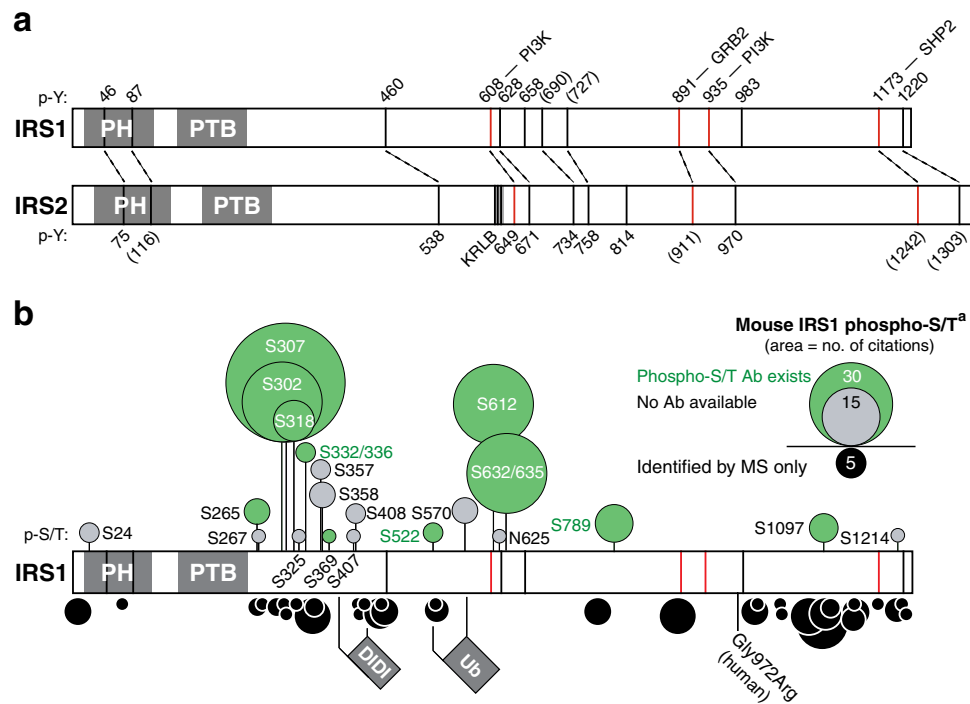 a
p-Y: 46 87 460 608 — PI3K 628 658 (690) (727) 891 — GRB2 935 — PI3K 983 1173 — SHP2 1220
IRS1 PH PTB
IRS2 PH PTB
p-Y: 75 (116) 538 KRLB 649 671 734 758 814 (911) 970 (1242) (1303)
b
Mouse IRS1 phospho-S/Tᵃ
(area = no. of citations)
Phospho-S/T Ab exists 30
No Ab available 15
Identified by MS only 5
S307
S302
S318
S612
S332/336
S357
S632/635
S358
S265 S408 S570
S789
S1097
p-S/T: S24 S267 S522 N625 S1214
S325 S369 S407
IRS1 PH PTB
DIDI
Ub
Gly972Arg
(human)